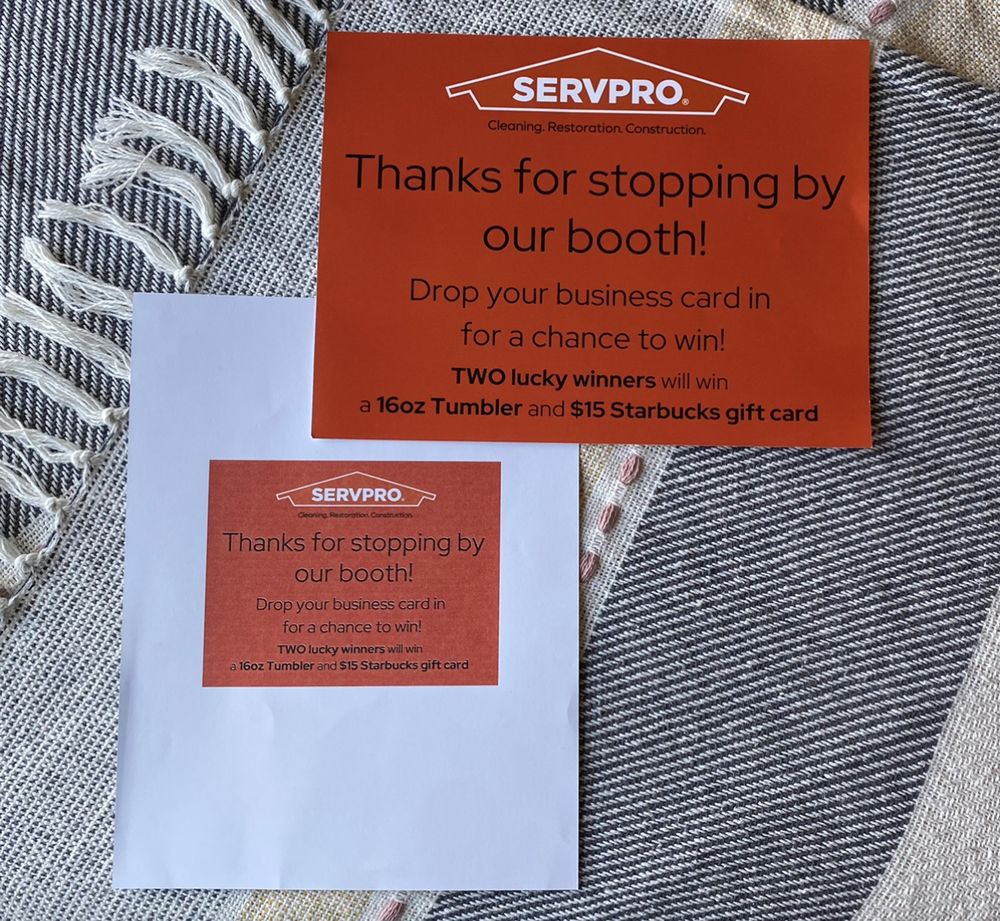 SERVPRO®
Cleaning. Restoration. Construction.
Thanks for stopping by
our booth!
Drop your business card in
for a chance to win!
TWO lucky winners will win
a 16oz Tumbler and $15 Starbucks gift card
SERVPRO®
Cleaning. Restoration. Construction.
Thanks for stopping by
our booth!
Drop your business card in
for a chance to win!
TWO lucky winners will win
a 16oz Tumbler and $15 Starbucks gift card